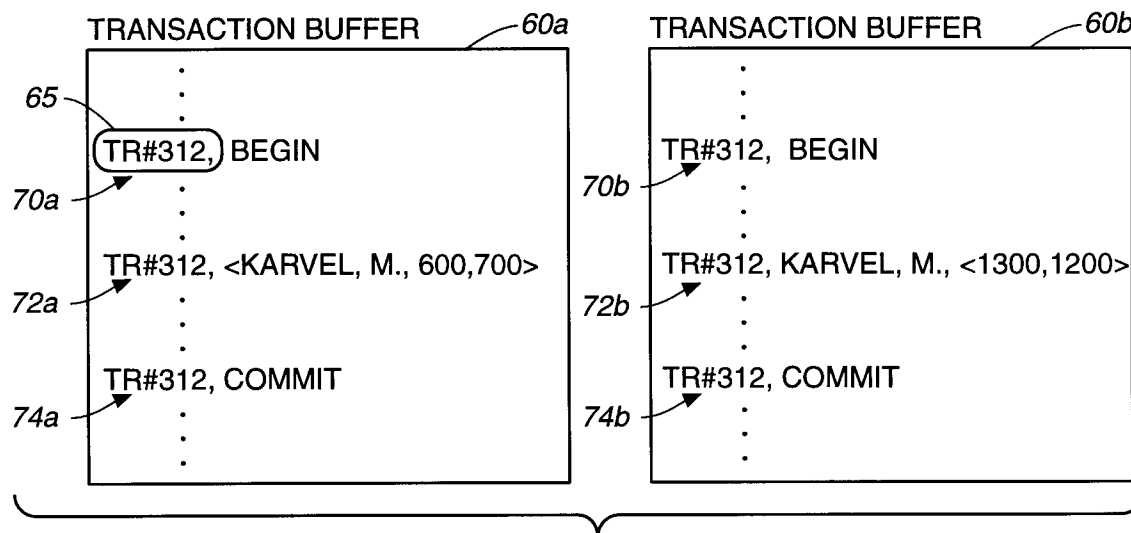 TRANSACTION BUFFER 60a
65
TR#312, BEGIN
70a
TR#312, <KARVEL, M., 600,700>
72a
TR#312, COMMIT
74a
TRANSACTION BUFFER 60b
TR#312, BEGIN
70b
TR#312, KARVEL, M., <1300,1200>
72b
TR#312, COMMIT
74b